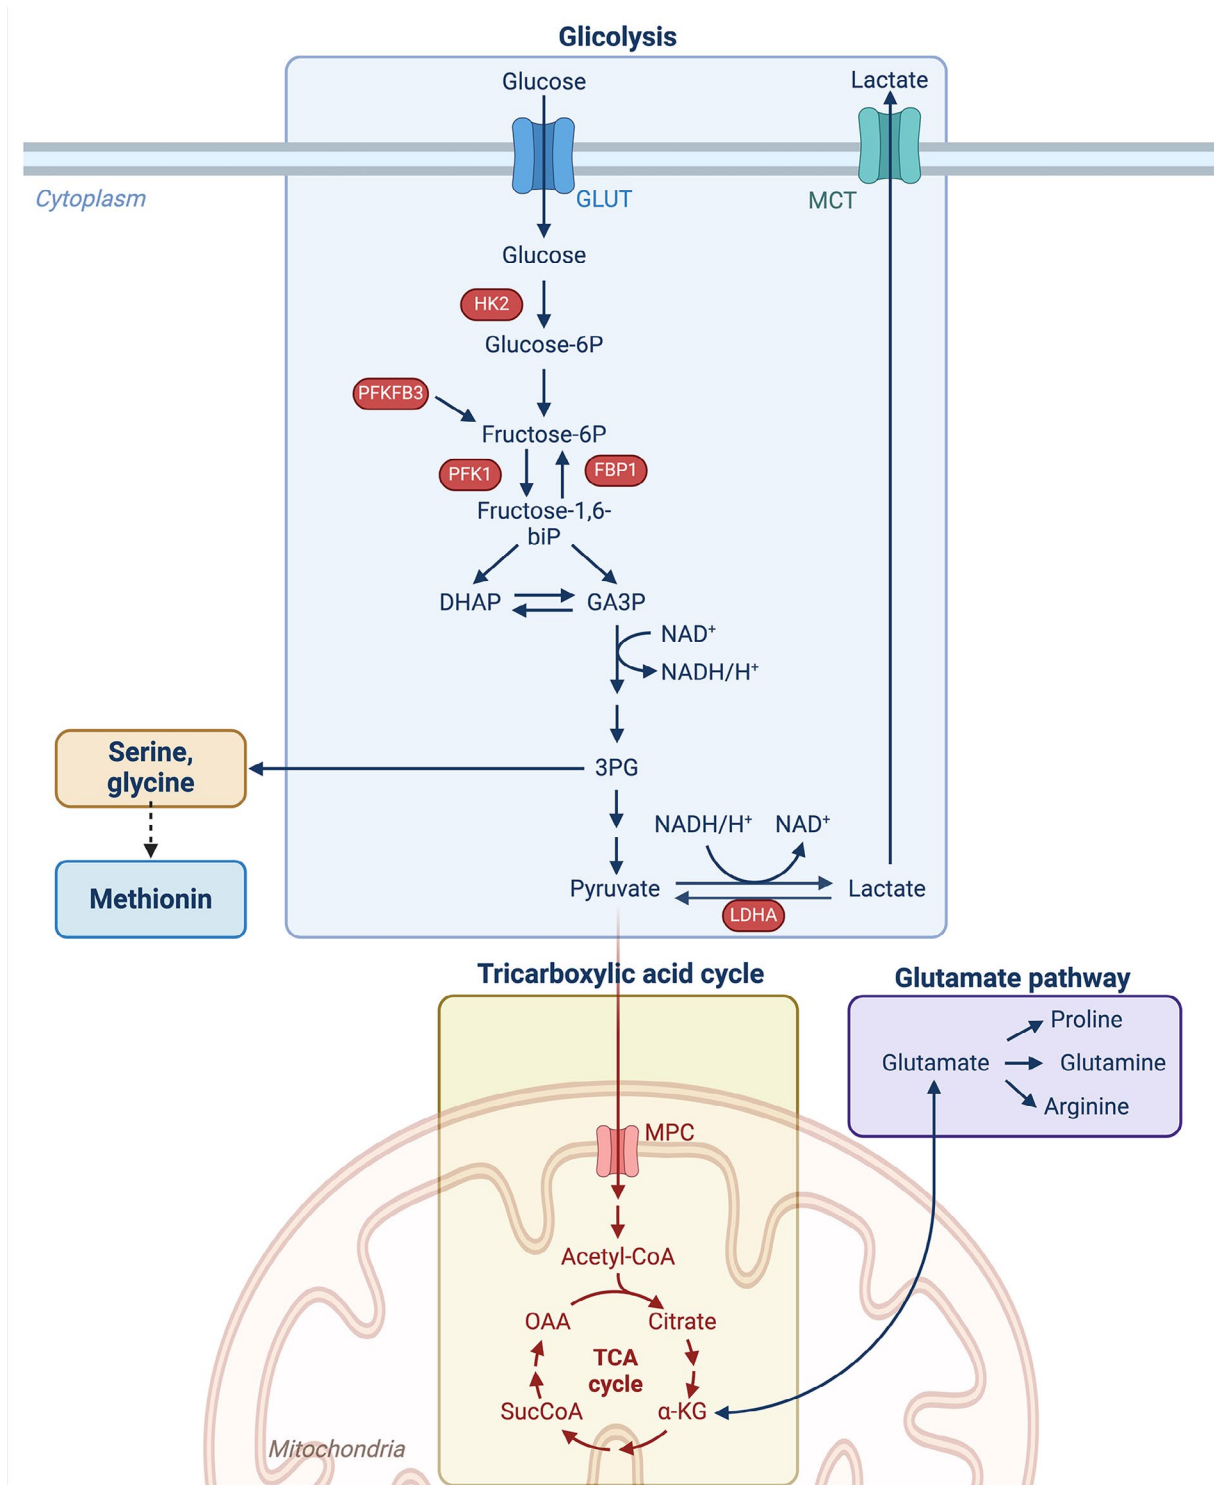 Glicolysis
Glucose
Lactate
Cytoplasm
GLUT
MCT
Glucose
HK2
Glucose-6P
PFKFB3
Fructose-6P
PFK1
FBP1
Fructose-1,6-
biP
DHAP
GA3P
NAD⁺
NADH/H⁺
Serine,
glycine
3PG
NADH/H⁺
NAD⁺
Methionin
Pyruvate
Lactate
LDHA
Tricarboxylic acid cycle
Glutamate pathway
Proline
Glutamate
Glutamine
Arginine
MPC
Acetyl-CoA
OAA
Citrate
TCA
cycle
SucCoA
α-KG
Mitochondria